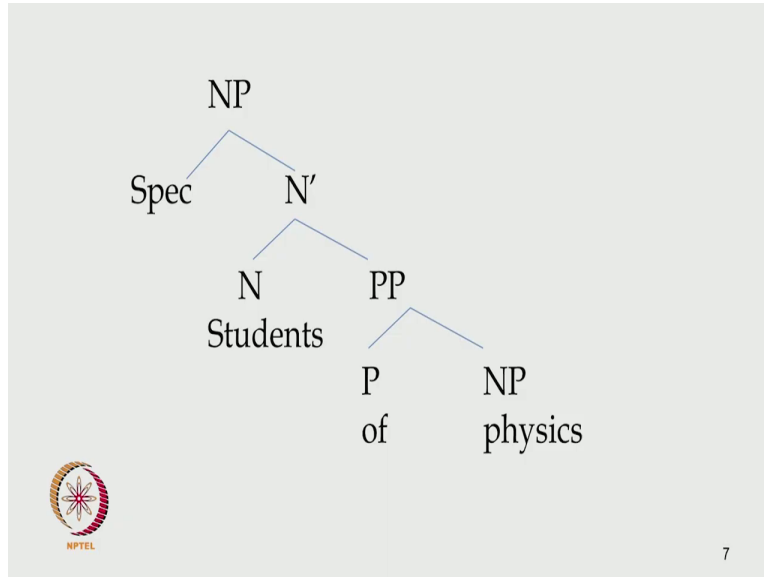 NP
Spec N′
N PP
Students
P NP
of physics
NPTEL
7